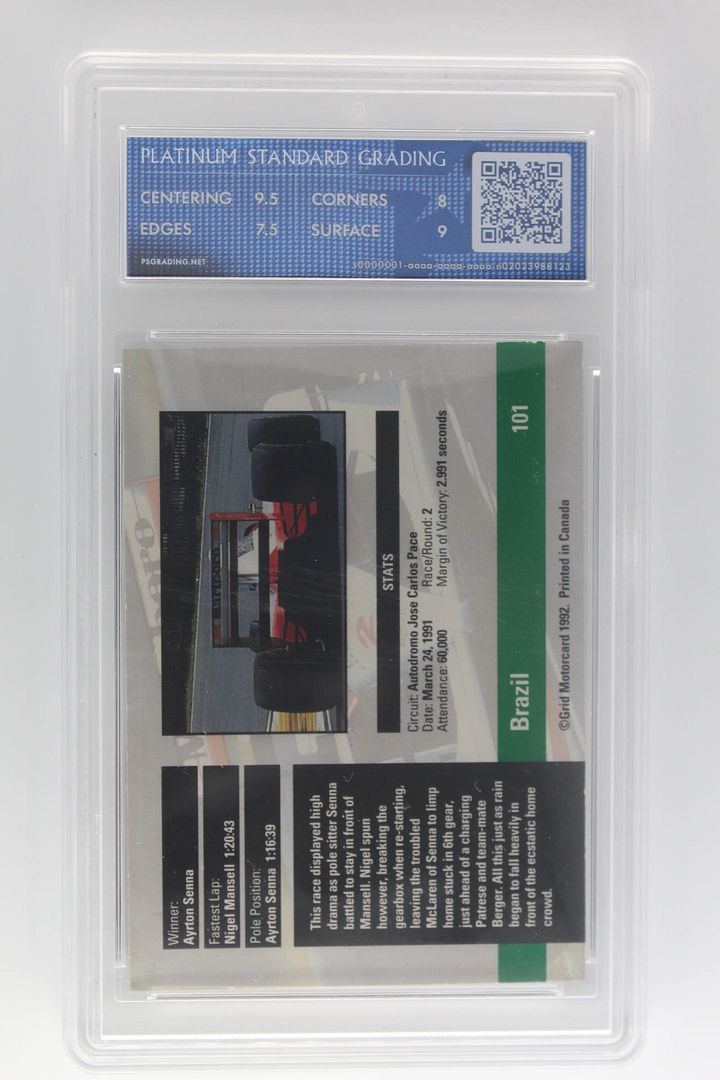 PLATINUM STANDARD GRADING
CENTERING 9.5 CORNERS 8
EDGES 7.5 SURFACE 9
PSGRADING.NET
s0000001-aaaa-aaaa-aaaa-n02023988123
Winner:
Ayrton Senna
Fastest Lap:
Nigel Mansell 1:20:43
Pole Position:
Ayrton Senna 1:16:39
This race displayed high
drama as pole sitter Senna
battled to stay in front of
Mansell. Nigel spun
however, breaking the
gearbox when re-starting,
leaving the troubled
McLaren of Senna to limp
home stuck in 6th gear,
just ahead of a charging
Patrese and team-mate
Berger. All this just as rain
began to fall heavily in
front of the ecstatic home
crowd.
STATS
Circuit: Autodromo Jose Carlos Pace
Date: March 24, 1991 Race/Round: 2
Attendance: 60,000 Margin of Victory: 2.991 seconds
Brazil 101
©Grid Motorcard 1992. Printed in Canada